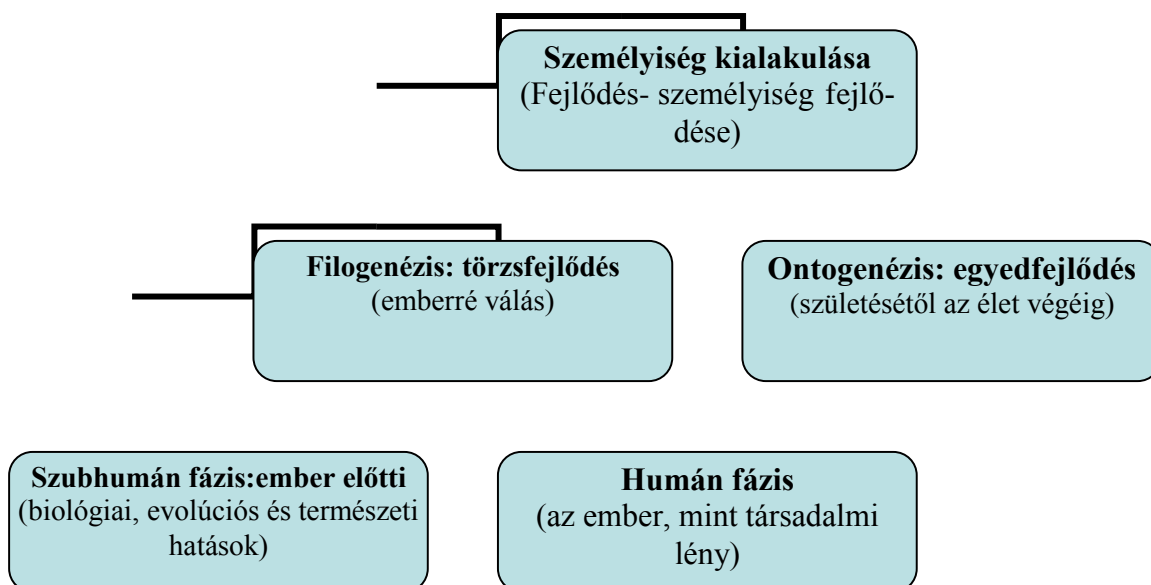 Személyiség kialakulása
(Fejlődés- személyiség fejlő-
dése)
Filogenézis: törzsfejlődés
(emberré válás)
Ontogenézis: egyedfejlődés
(születésétől az élet végéig)
Szubhumán fázis:ember előtti
(biológiai, evolúciós és természeti
hatások)
Humán fázis
(az ember, mint társadalmi
lény)